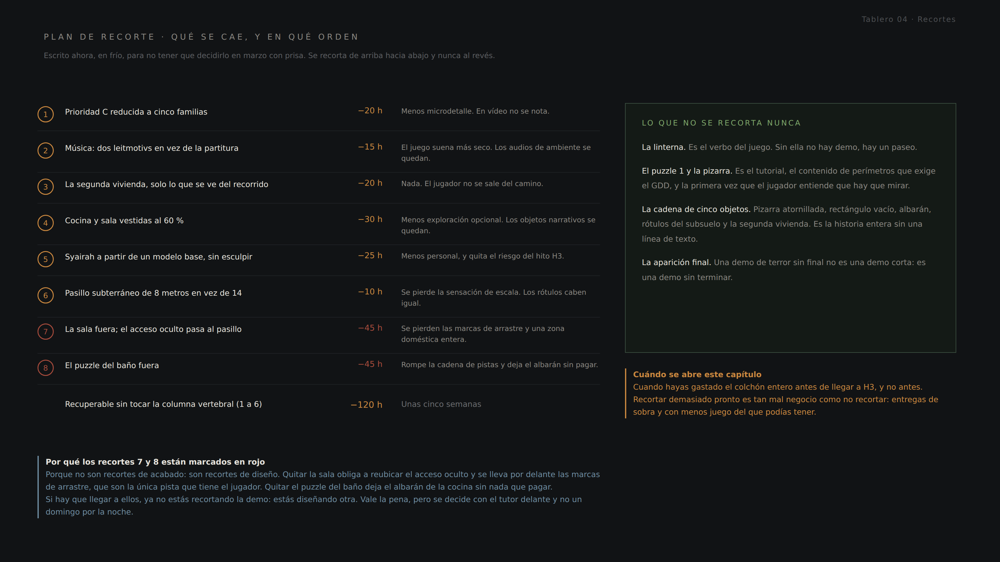 Tablero 04 · Recortes
PLAN DE RECORTE · QUÉ SE CAE, Y EN QUÉ ORDEN
Escrito ahora, en frío, para no tener que decidirlo en marzo con prisa. Se recorta de arriba hacia abajo y nunca al revés.
1 Prioridad C reducida a cinco familias −20 h Menos microdetalle. En vídeo no se nota.
2 Música: dos leitmotivs en vez de la partitura −15 h El juego suena más seco. Los audios de ambiente se
quedan.
3 La segunda vivienda, solo lo que se ve del recorrido −20 h Nada. El jugador no se sale del camino.
4 Cocina y sala vestidas al 60 % −30 h Menos exploración opcional. Los objetos narrativos se
quedan.
5 Syairah a partir de un modelo base, sin esculpir −25 h Menos personal, y quita el riesgo del hito H3.
6 Pasillo subterráneo de 8 metros en vez de 14 −10 h Se pierde la sensación de escala. Los rótulos caben
igual.
7 La sala fuera; el acceso oculto pasa al pasillo −45 h Se pierden las marcas de arrastre y una zona
doméstica entera.
8 El puzzle del baño fuera −45 h Rompe la cadena de pistas y deja el albarán sin pagar.
Recuperable sin tocar la columna vertebral (1 a 6) −120 h Unas cinco semanas
LO QUE NO SE RECORTA NUNCA
La linterna. Es el verbo del juego. Sin ella no hay demo, hay un paseo.
El puzzle 1 y la pizarra. Es el tutorial, el contenido de perímetros que exige
el GDD, y la primera vez que el jugador entiende que hay que mirar.
La cadena de cinco objetos. Pizarra atornillada, rectángulo vacío, albarán,
rótulos del subsuelo y la segunda vivienda. Es la historia entera sin una
línea de texto.
La aparición final. Una demo de terror sin final no es una demo corta: es
una demo sin terminar.
Cuándo se abre este capítulo
Cuando hayas gastado el colchón entero antes de llegar a H3, y no antes.
Recortar demasiado pronto es tan mal negocio como no recortar: entregas de
sobra y con menos juego del que podías tener.
Por qué los recortes 7 y 8 están marcados en rojo
Porque no son recortes de acabado: son recortes de diseño. Quitar la sala obliga a reubicar el acceso oculto y se lleva por delante las marcas
de arrastre, que son la única pista que tiene el jugador. Quitar el puzzle del baño deja el albarán de la cocina sin nada que pagar.
Si hay que llegar a ellos, ya no estás recortando la demo: estás diseñando otra. Vale la pena, pero se decide con el tutor delante y no un
domingo por la noche.